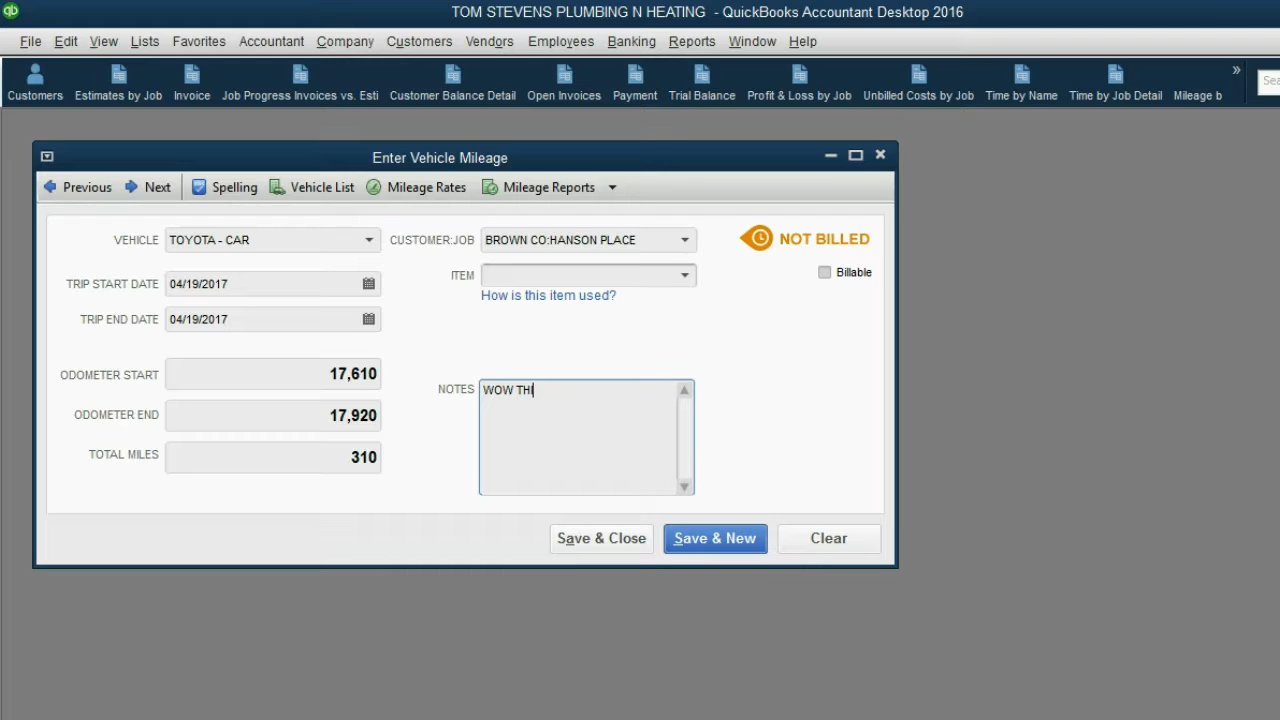 qb
TOM STEVENS PLUMBING N HEATING - QuickBooks Accountant Desktop 2016
File Edit View Lists Favorites Accountant Company Customers Vendors Employees Banking Reports Window Help
Customers Estimates by Job Invoice Job Progress Invoices vs. Esti Customer Balance Detail Open Invoices Payment Trial Balance Profit & Loss by Job Unbilled Costs by Job Time by Name Time by Job Detail Mileage b » Sea
Enter Vehicle Mileage
Previous Next Spelling Vehicle List Mileage Rates Mileage Reports
VEHICLE TOYOTA - CAR CUSTOMER:JOB BROWN CO:HANSON PLACE NOT BILLED
TRIP START DATE 04/19/2017 ITEM Billable
How is this item used?
TRIP END DATE 04/19/2017
ODOMETER START 17,610
NOTES WOW THI
ODOMETER END 17,920
TOTAL MILES 310
Save & Close Save & New Clear